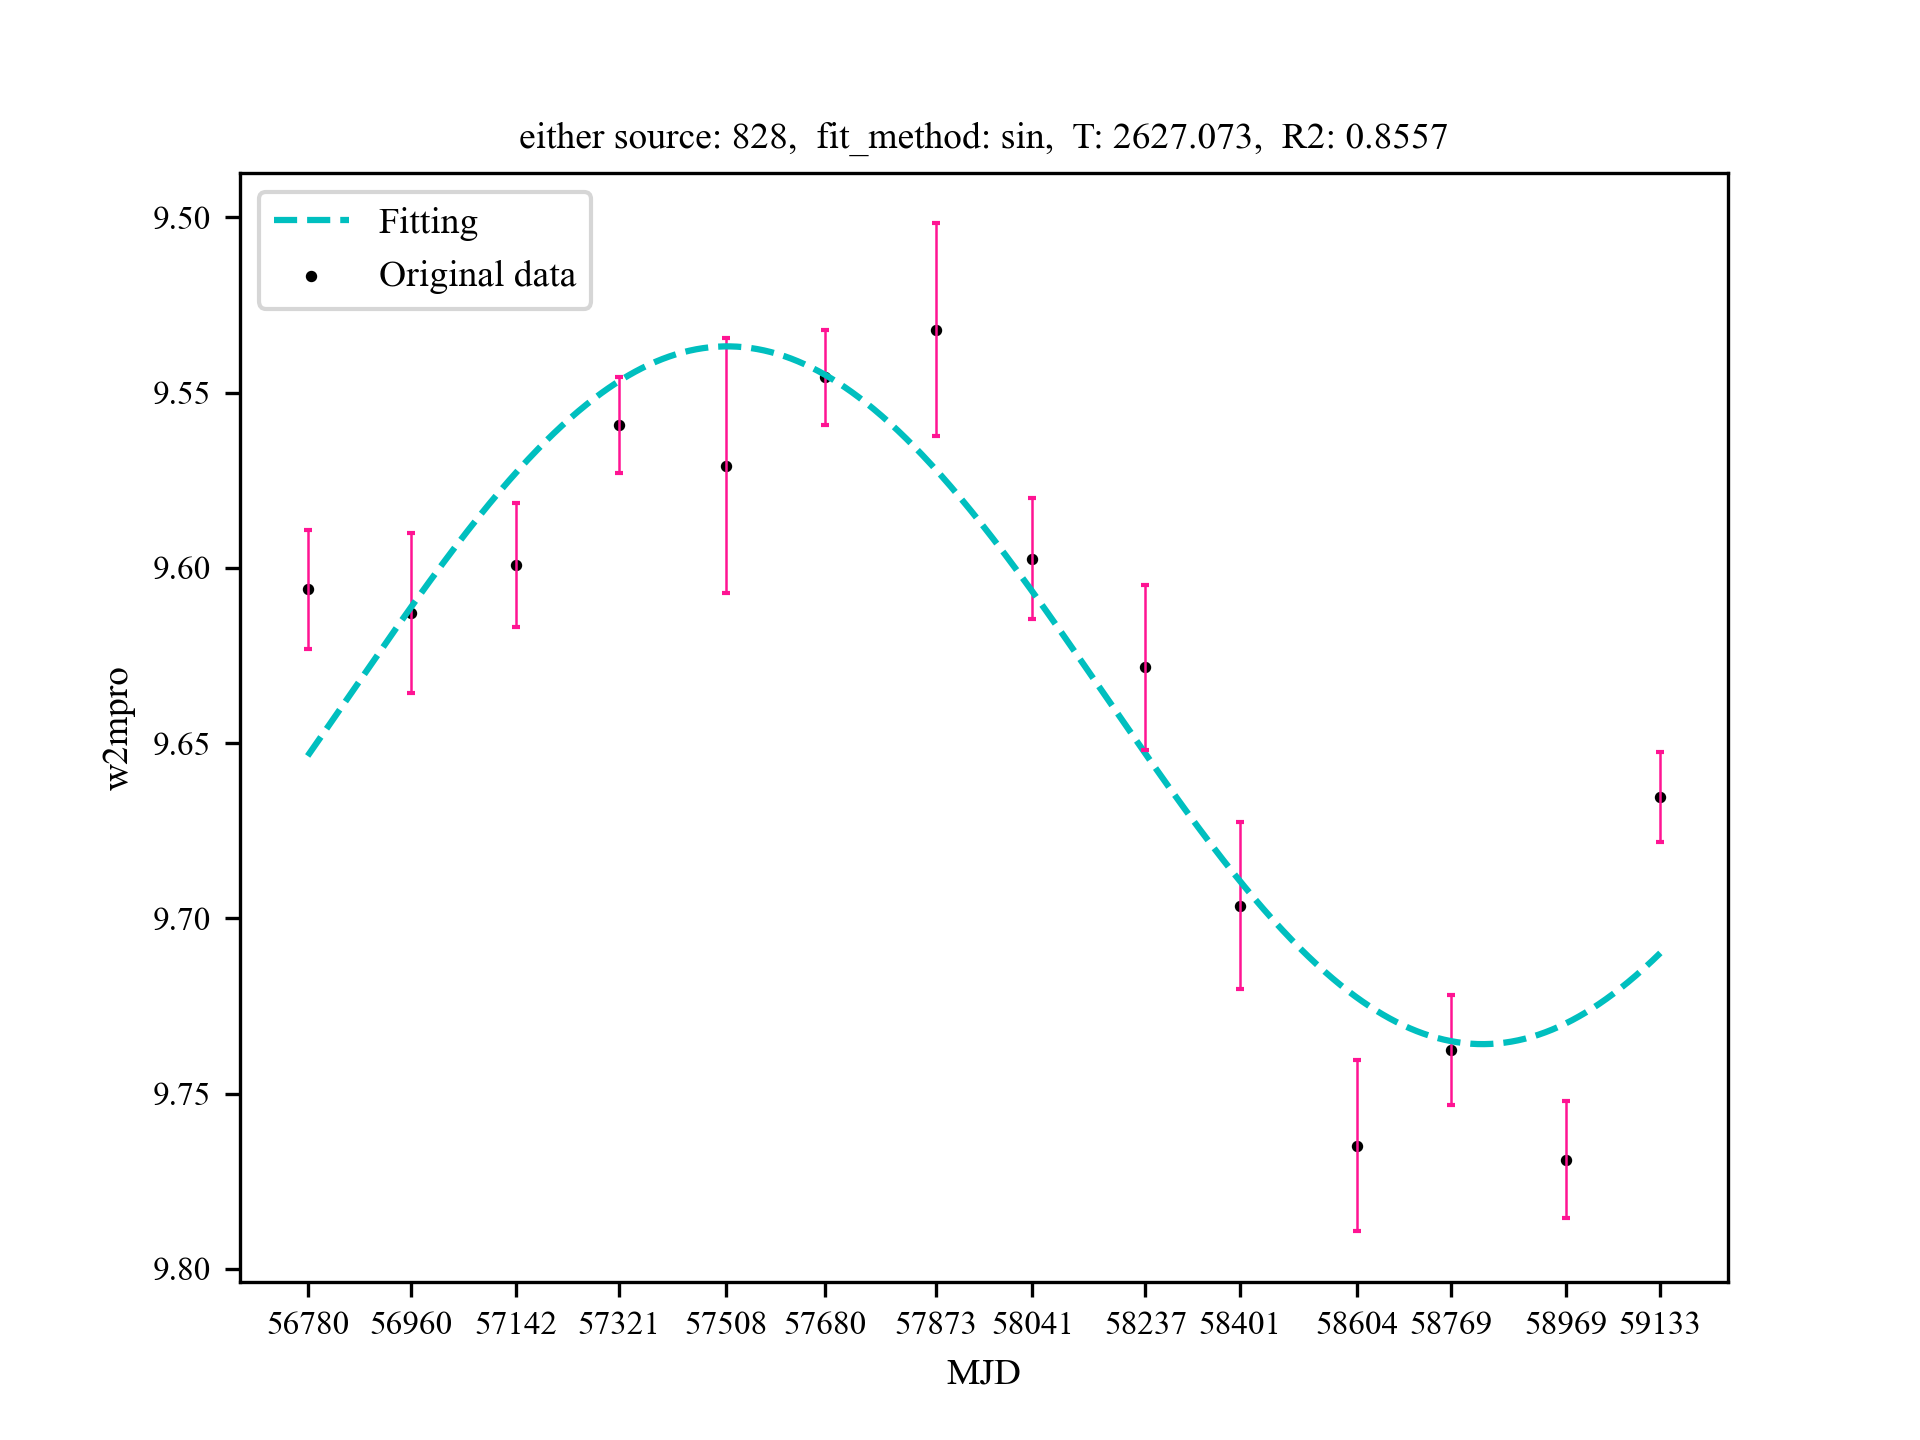 either source: 828,  fit_method: sin,  T: 2627.073,  R2: 0.8557
Fitting
Original data
9.50
9.55
9.60
9.65
9.70
9.75
9.80
w2mpro
56780 56960 57142 57321 57508 57680 57873 58041 58237 58401 58604 58769 58969 59133
MJD